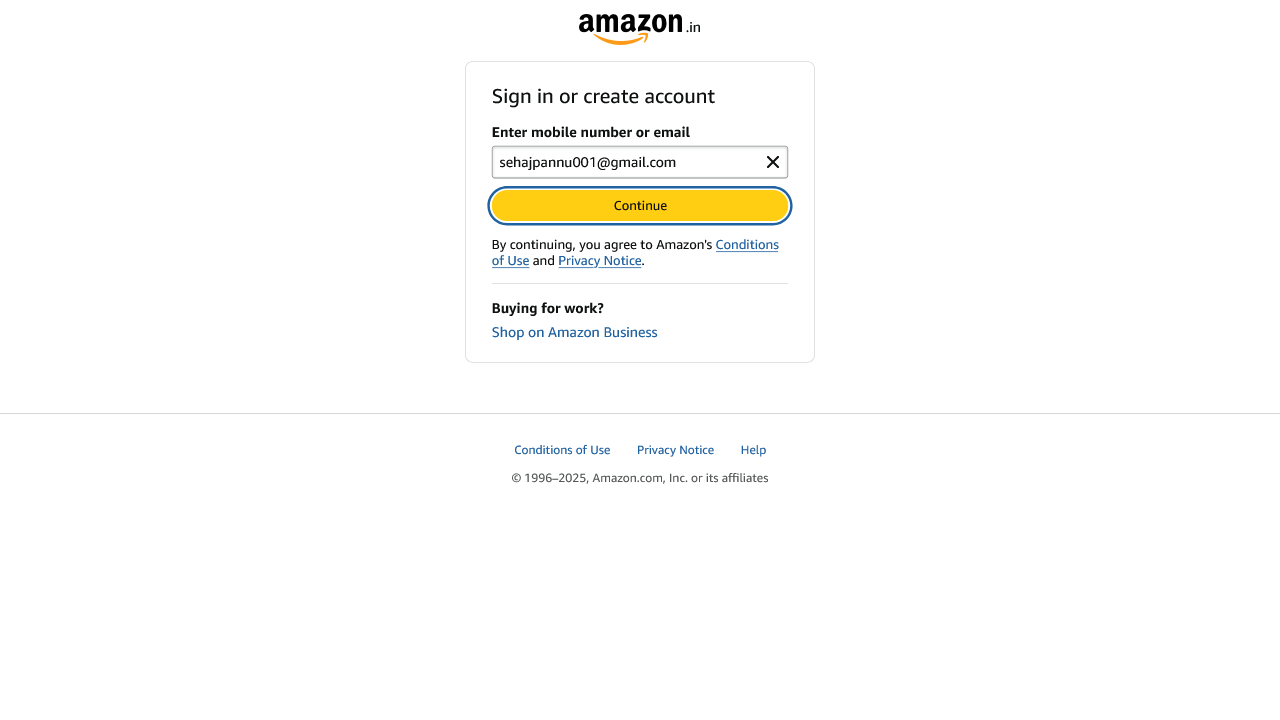 amazon.in
Sign in or create account
Enter mobile number or email
sehajpannu001@gmail.com
Continue
By continuing, you agree to Amazon's Conditions
of Use and Privacy Notice.
Buying for work?
Shop on Amazon Business
Conditions of Use Privacy Notice Help
© 1996–2025, Amazon.com, Inc. or its affiliates